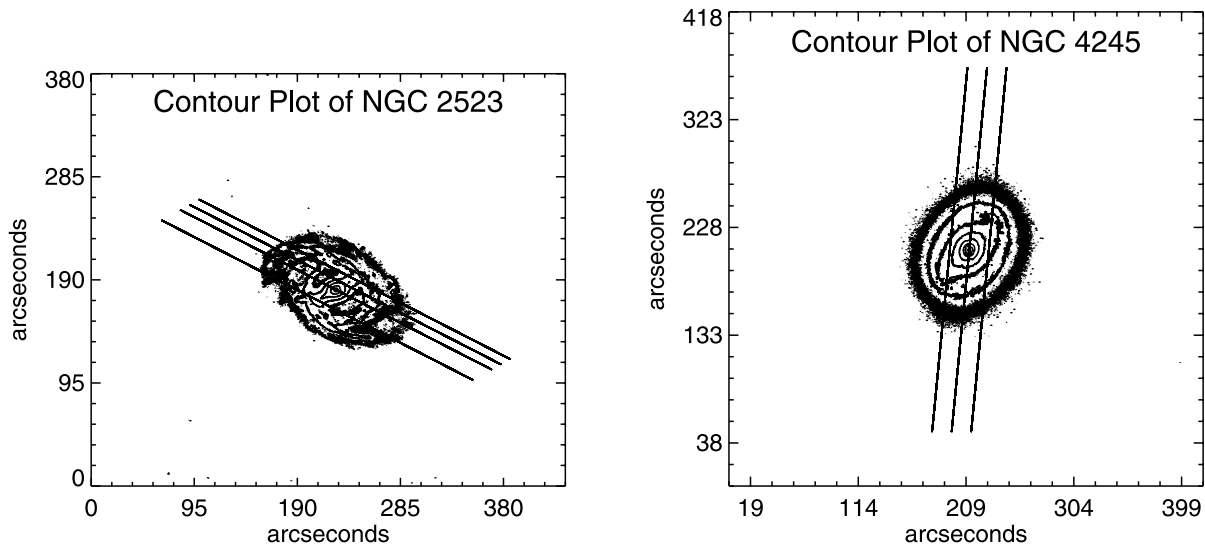 Contour Plot of NGC 2523
380
285
190
95
0
arcseconds
0 95 190 285 380
arcseconds
Contour Plot of NGC 4245
418
323
228
133
38
arcseconds
19 114 209 304 399
arcseconds